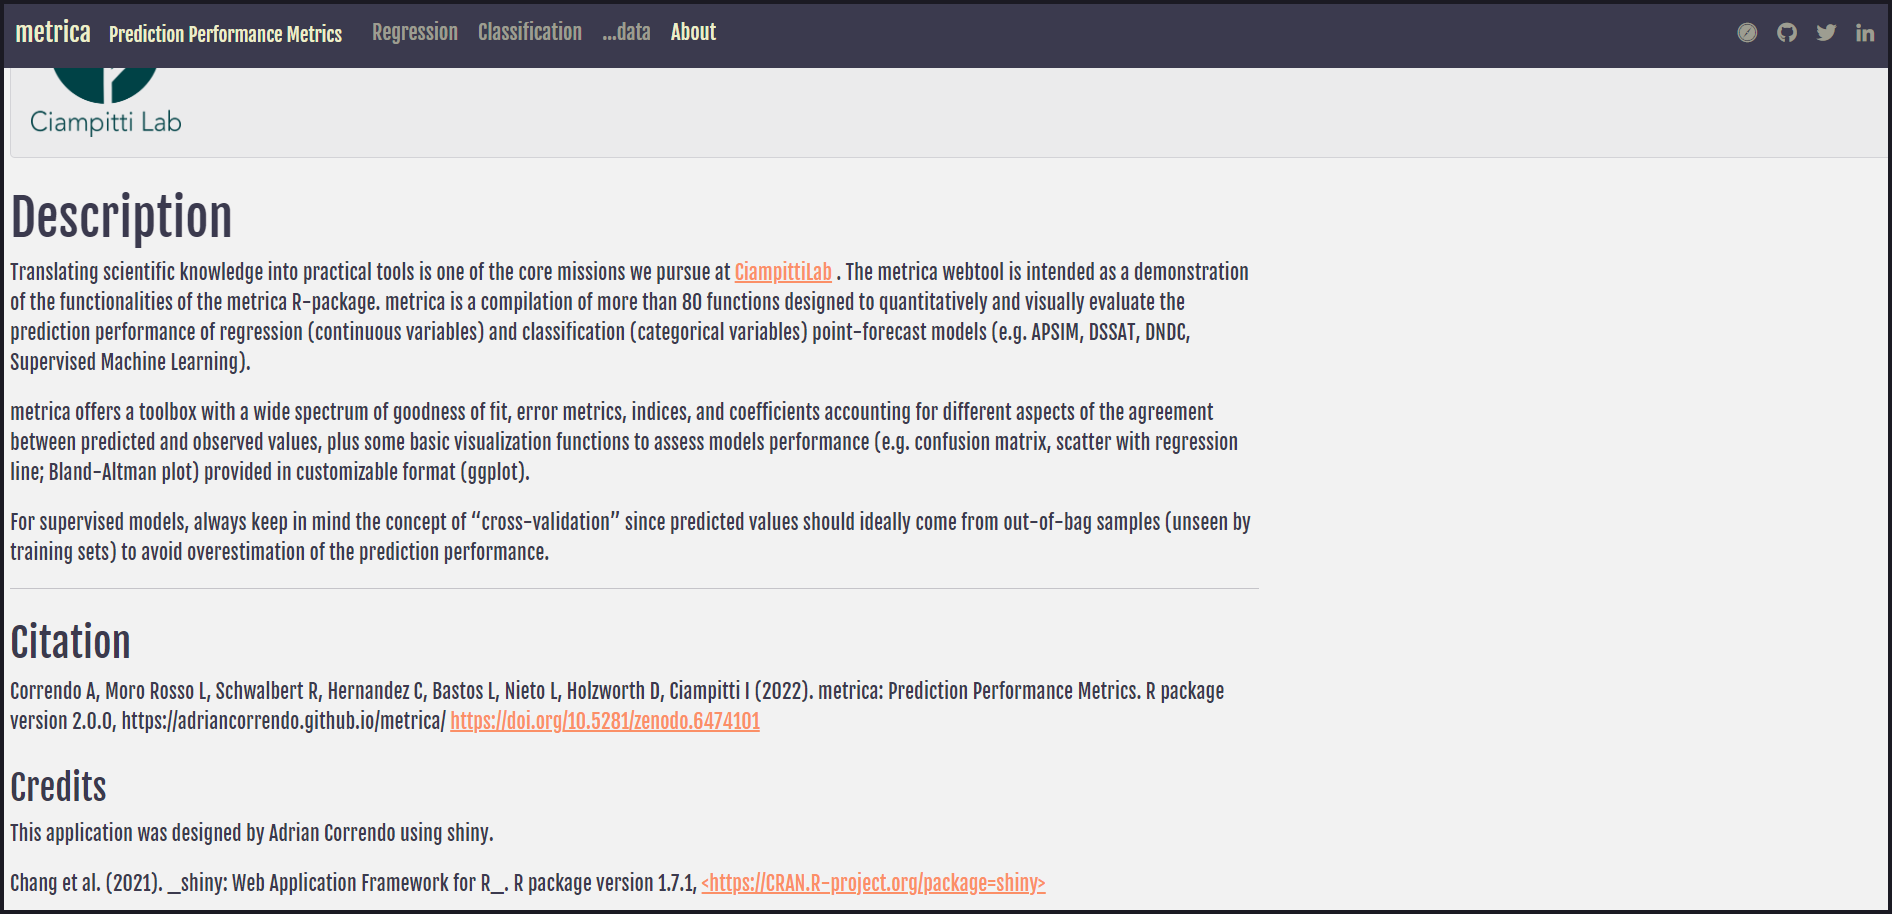 metrica Prediction Performance Metrics Regression Classification ...data About
Ciampitti Lab
Description
Translating scientific knowledge into practical tools is one of the core missions we pursue at CiampittiLab . The metrica webtool is intended as a demonstration
of the functionalities of the metrica R-package. metrica is a compilation of more than 80 functions designed to quantitatively and visually evaluate the
prediction performance of regression (continuous variables) and classification (categorical variables) point-forecast models (e.g. APSIM, DSSAT, DNDC,
Supervised Machine Learning).
metrica offers a toolbox with a wide spectrum of goodness of fit, error metrics, indices, and coefficients accounting for different aspects of the agreement
between predicted and observed values, plus some basic visualization functions to assess models performance (e.g. confusion matrix, scatter with regression
line; Bland-Altman plot) provided in customizable format (ggplot).
For supervised models, always keep in mind the concept of “cross-validation” since predicted values should ideally come from out-of-bag samples (unseen by
training sets) to avoid overestimation of the prediction performance.
Citation
Correndo A, Moro Rosso L, Schwalbert R, Hernandez C, Bastos L, Nieto L, Holzworth D, Ciampitti I (2022). metrica: Prediction Performance Metrics. R package
version 2.0.0, https://adriancorrendo.github.io/metrica/ https://doi.org/10.5281/zenodo.6474101
Credits
This application was designed by Adrian Correndo using shiny.
Chang et al. (2021). _shiny: Web Application Framework for R_. R package version 1.7.1, <https://CRAN.R-project.org/package=shiny>